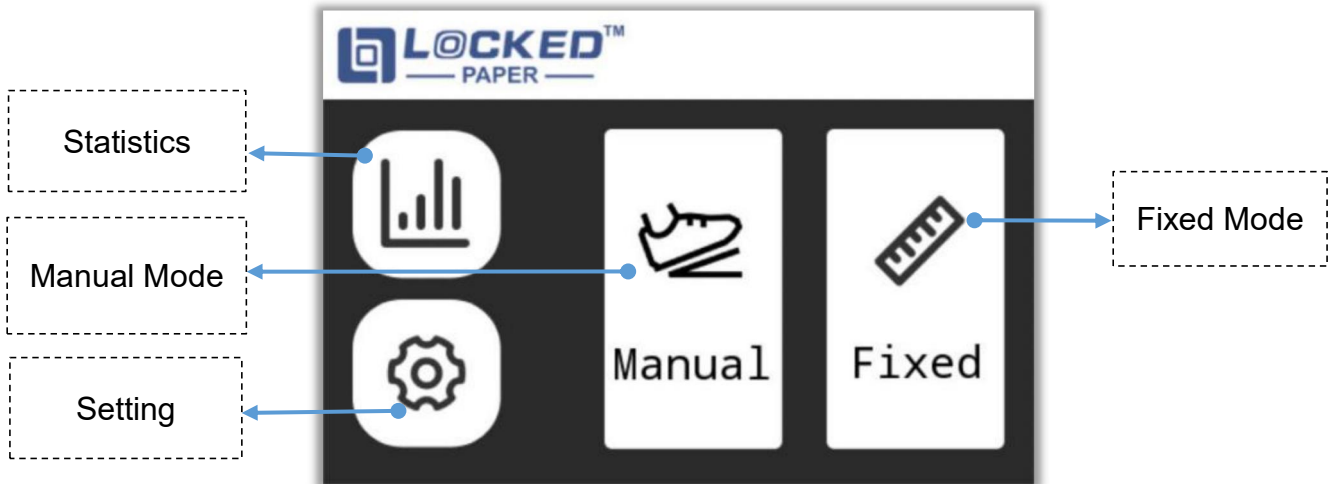 LOCKED™
PAPER
Statistics
Manual Mode
Setting
Manual
Fixed
Fixed Mode